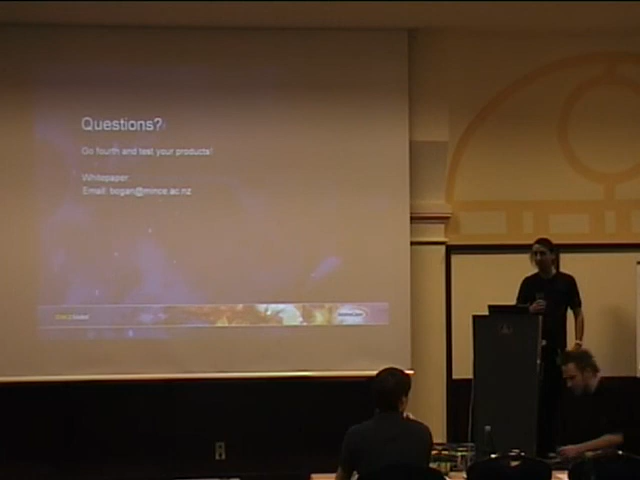 Questions?
Go fourth and test your products!
Whitepaper:
Email: bogan@mince.ac.nz